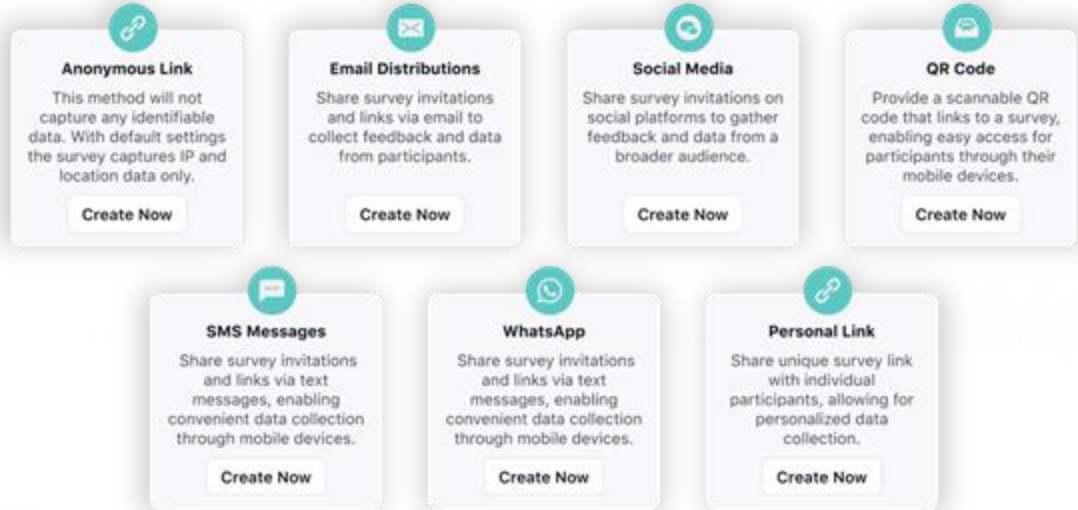 Anonymous Link
This method will not
capture any identifiable
data. With default settings
the survey captures IP and
location data only.
Create Now
Email Distributions
Share survey invitations
and links via email to
collect feedback and data
from participants.
Create Now
Social Media
Share survey invitations on
social platforms to gather
feedback and data from a
broader audience.
Create Now
QR Code
Provide a scannable QR
code that links to a survey,
enabling easy access for
participants through their
mobile devices.
Create Now
SMS Messages
Share survey invitations
and links via text
messages, enabling
convenient data collection
through mobile devices.
Create Now
WhatsApp
Share survey invitations
and links via text
messages, enabling
convenient data collection
through mobile devices.
Create Now
Personal Link
Share unique survey link
with individual
participants, allowing for
personalized data
collection.
Create Now